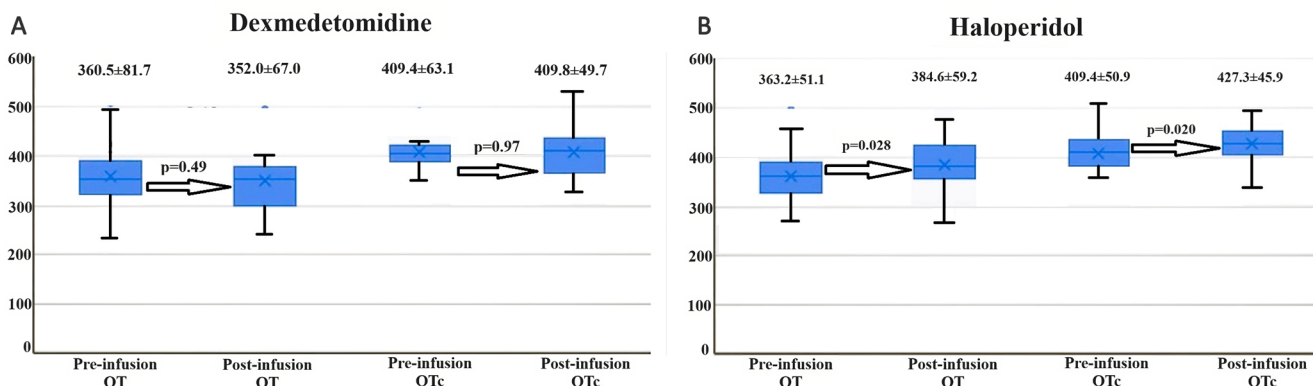 A
Dexmedetomidine
600
360.5±81.7
352.0±67.0
409.4±63.1
409.8±49.7
500
400
p=0.49
p=0.97
300
200
100
0
Pre-infusion
QT
Post-infusion
QT
Pre-infusion
QTc
Post-infusion
QTc
B
Haloperidol
600
363.2±51.1
384.6±59.2
409.4±50.9
427.3±45.9
500
p=0.028
p=0.020
400
300
200
100
0
Pre-infusion
QT
Post-infusion
QT
Pre-infusion
QTc
Post-infusion
QTc